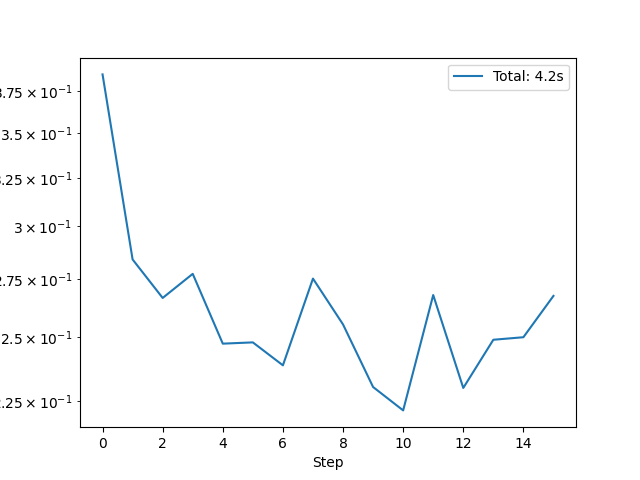 Total: 4.2s
3.75 × 10⁻¹
3.5 × 10⁻¹
3.25 × 10⁻¹
3 × 10⁻¹
2.75 × 10⁻¹
2.5 × 10⁻¹
2.25 × 10⁻¹
0 2 4 6 8 10 12 14
Step